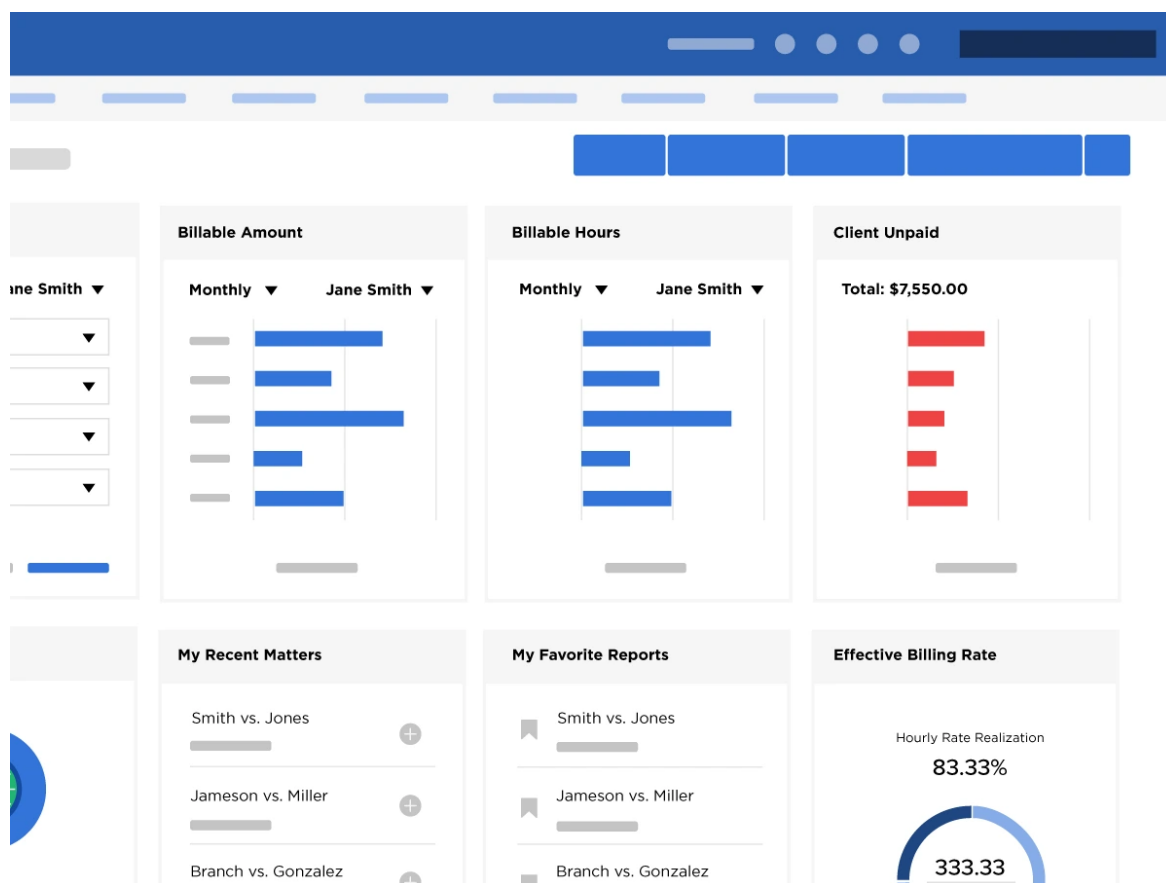 Billable Amount
Billable Hours
Client Unpaid
Jane Smith
Monthly
Jane Smith
Monthly
Jane Smith
Total: $7,550.00
My Recent Matters
My Favorite Reports
Effective Billing Rate
Smith vs. Jones
Jameson vs. Miller
Branch vs. Gonzalez
Smith vs. Jones
Jameson vs. Miller
Branch vs. Gonzalez
Hourly Rate Realization
83.33%
333.33